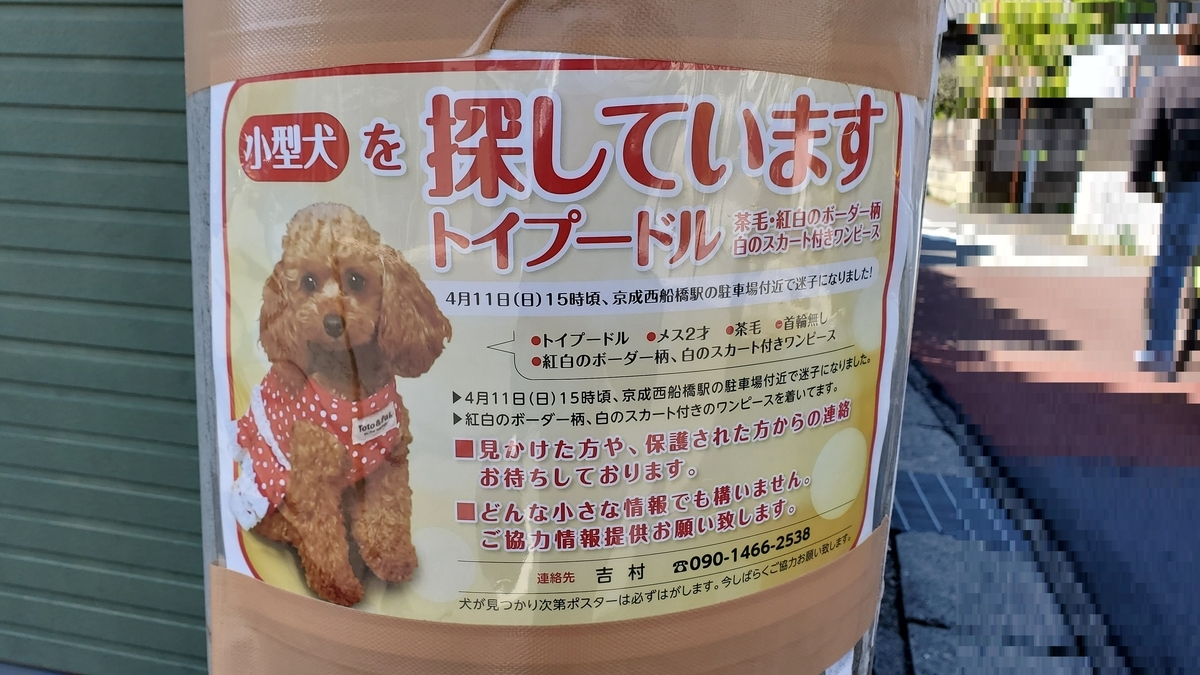 小型犬 を 探しています
トイプードル
茶毛・紅白のボーダー柄
白のスカート付きワンピース
4月11日(日)15時頃、京成西船橋駅の駐車場付近で迷子になりました!
●トイプードル ●メス2才 ●茶毛 ●首輪無し
●紅白のボーダー柄、白のスカート付きワンピース
▶4月11日(日)15時頃、京成西船橋駅の駐車場付近で迷子になりました。
▶紅白のボーダー柄、白のスカート付きのワンピースを着いてます。
■見かけた方や、保護された方からの連絡
お待ちしております。
■どんな小さな情報でも構いません。
ご協力情報提供お願い致します。
連絡先 吉村 ☎090-1466-2538
犬が見つかり次第ポスターは必ずはがします。今しばらくご協力お願い致します。